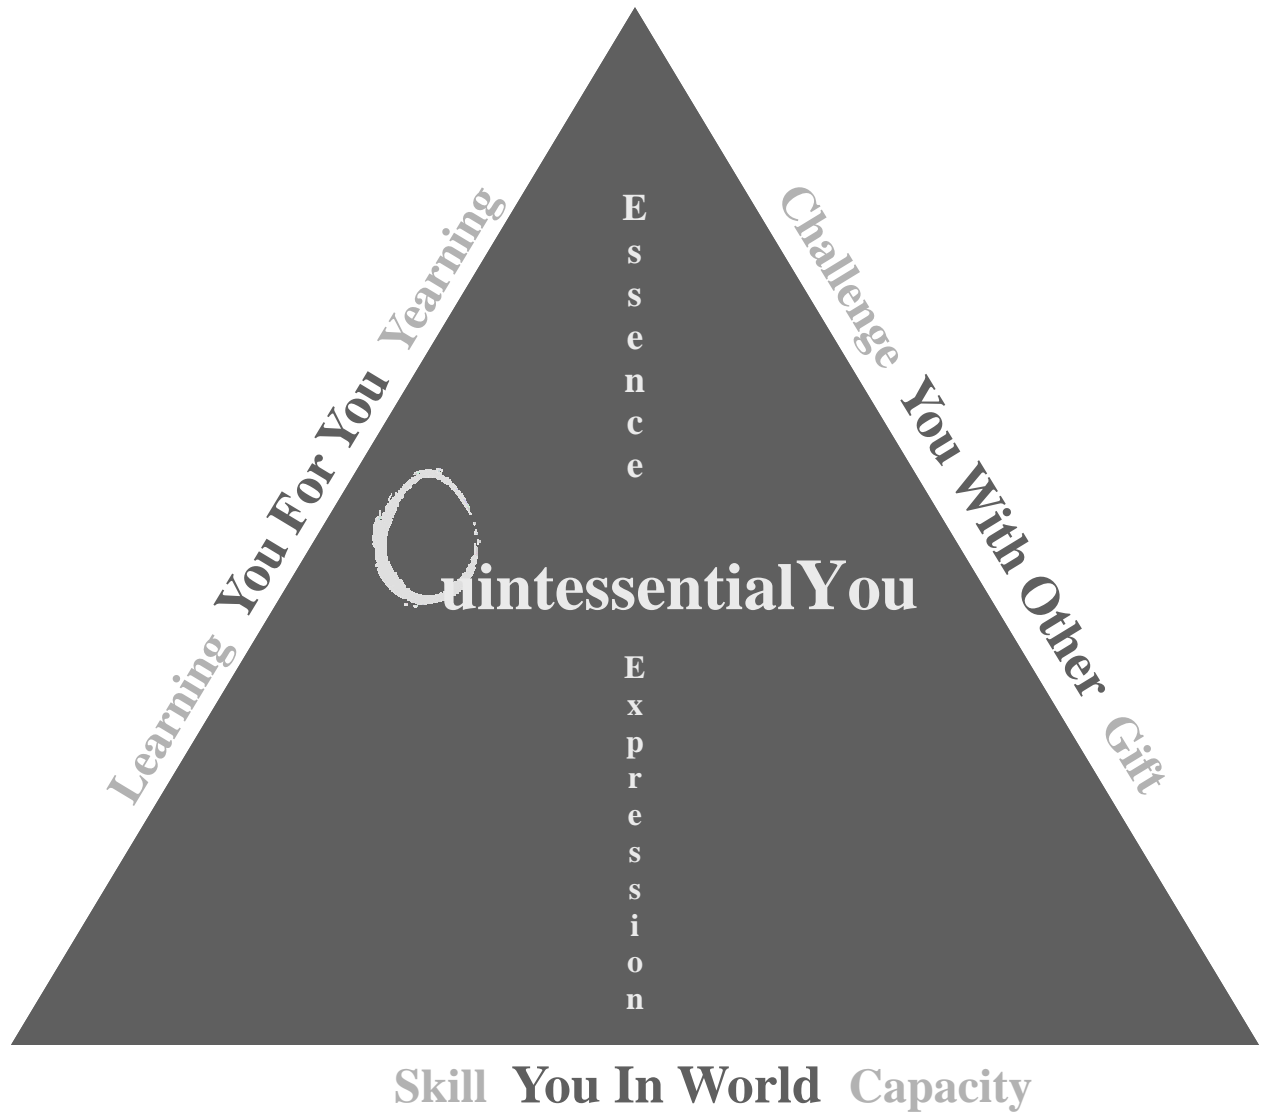 Learning You For You Yearning
Challenge You With Other Gift
Essence
QuintessentialYou
Expression
Skill You In World Capacity